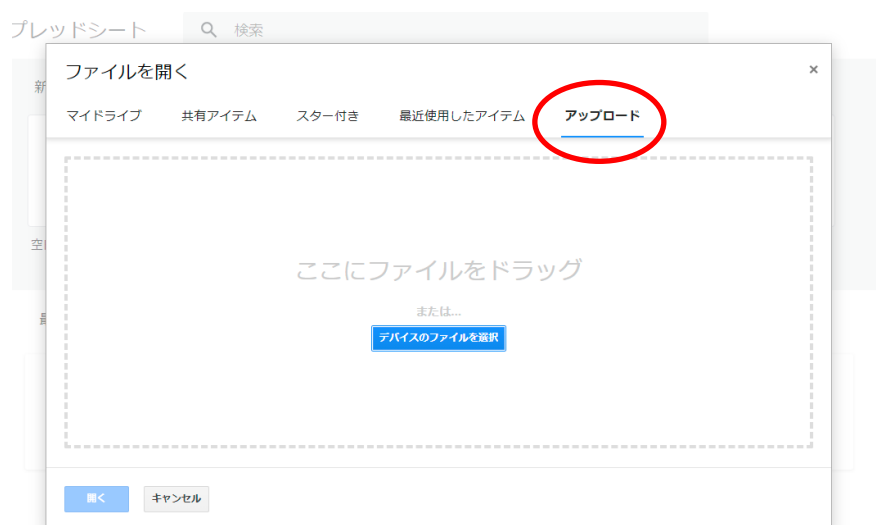 プレッドシート
検索
新
ファイルを開く
×
マイドライブ
共有アイテム
スター付き
最近使用したアイテム
アップロード
空
ここにファイルをドラッグ
または...
デバイスのファイルを選択
開く
キャンセル